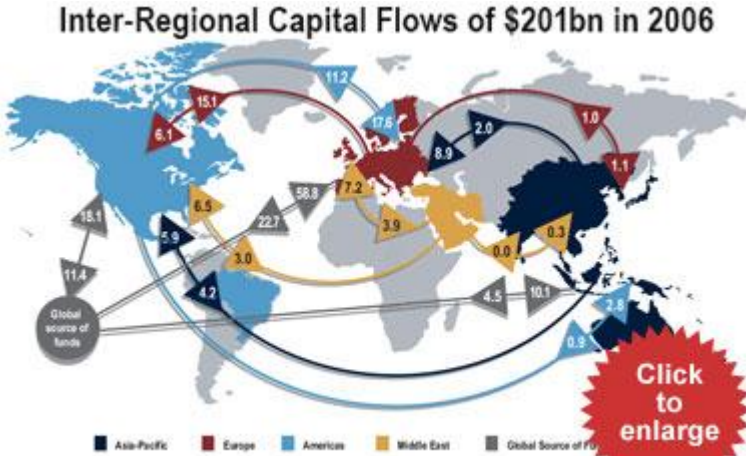 Inter-Regional Capital Flows of $201bn in 2006
11.2
15.1
17.6
1.0
6.1
2.0
8.9
1.1
58.8
7.2
18.1
6.5
22.7
3.9
5.9
0.3
0.0
3.0
11.4
4.2
10.1
4.5
2.8
Global
source of
funds
0.9
Click
to
enlarge
Asia-Pacific
Europe
Americas
Middle East
Global Source of